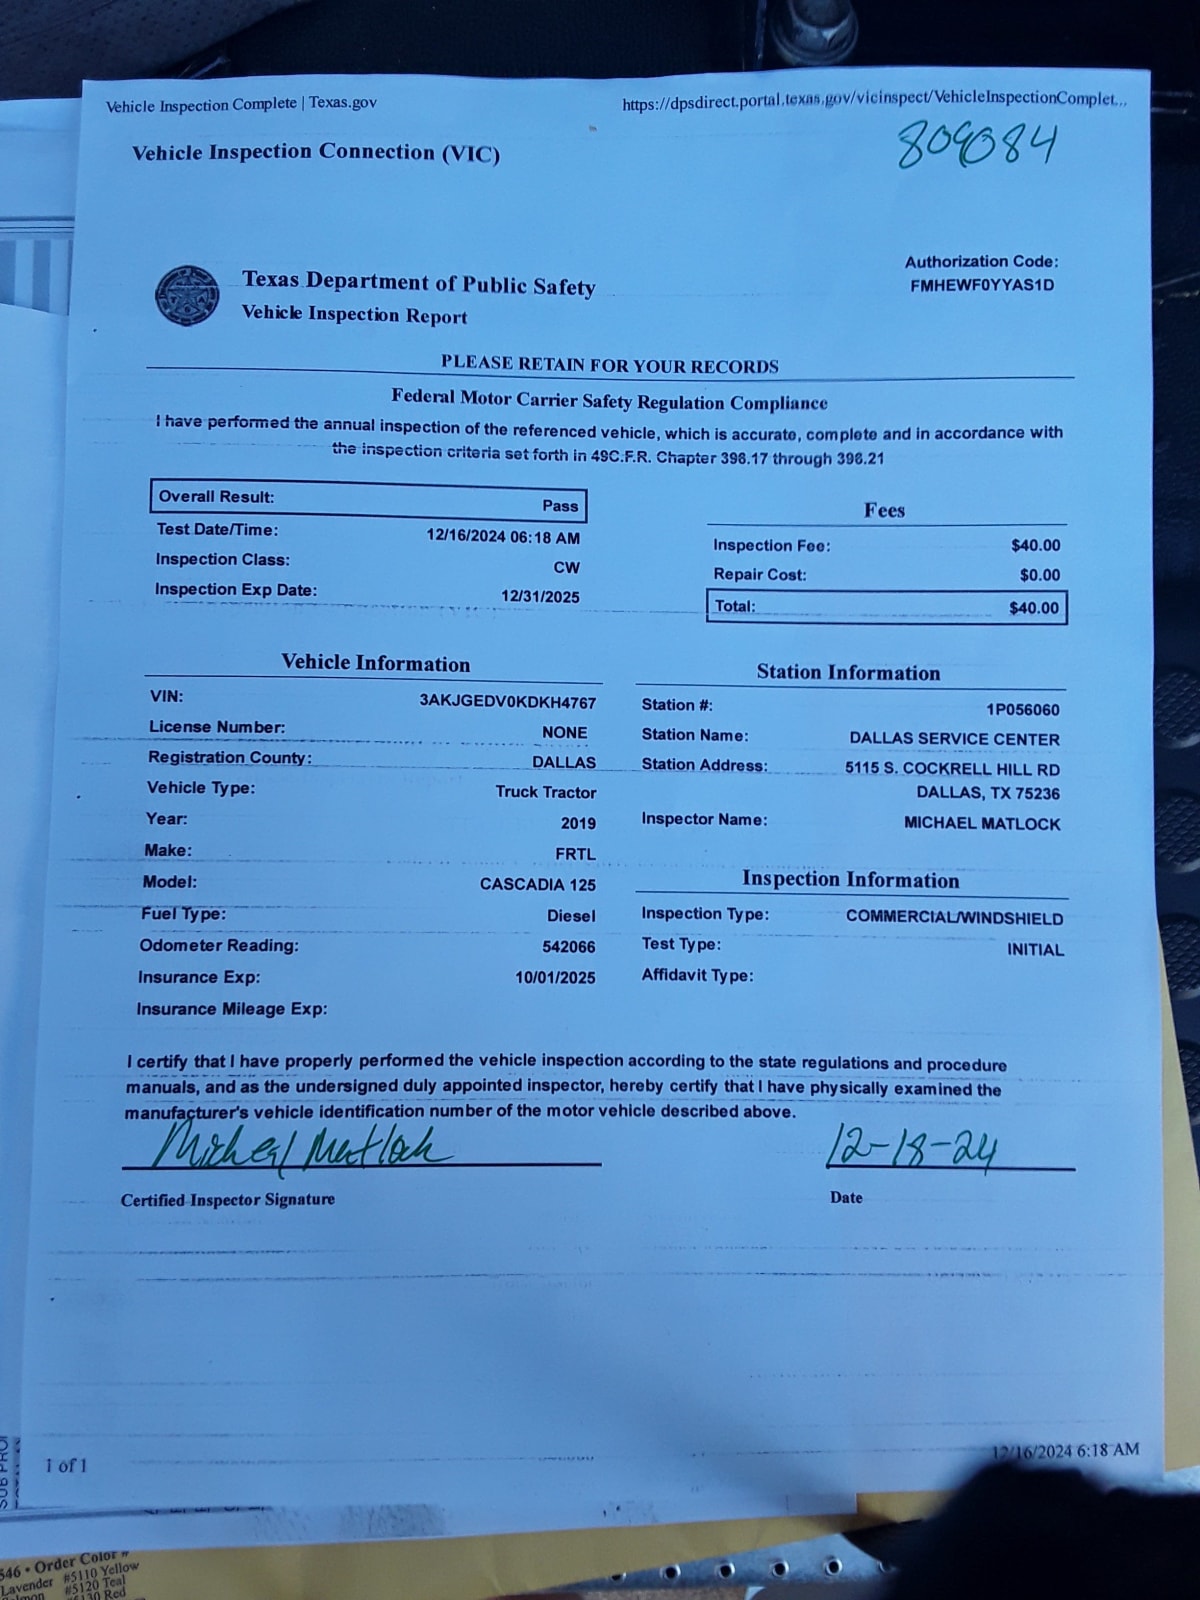 Vehicle Inspection Complete | Texas.gov https://dpsdirect.portal.texas.gov/vicinspect/VehicleInspectionComplet...
Vehicle Inspection Connection (VIC)
809084
Authorization Code:
FMHEWF0YYAS1D
Texas Department of Public Safety
Vehicle Inspection Report
PLEASE RETAIN FOR YOUR RECORDS
Federal Motor Carrier Safety Regulation Compliance
I have performed the annual inspection of the referenced vehicle, which is accurate, complete and in accordance with
the inspection criteria set forth in 49C.F.R. Chapter 396.17 through 396.21
Overall Result: Pass
Test Date/Time: 12/16/2024 06:18 AM
Inspection Class: CW
Inspection Exp Date: 12/31/2025
Fees
Inspection Fee: $40.00
Repair Cost: $0.00
Total: $40.00
Vehicle Information
VIN: 3AKJGEDV0KDKH4767
License Number: NONE
Registration County: DALLAS
Vehicle Type: Truck Tractor
Year: 2019
Make: FRTL
Model: CASCADIA 125
Fuel Type: Diesel
Odometer Reading: 542066
Insurance Exp: 10/01/2025
Insurance Mileage Exp:
Station Information
Station #: 1P056060
Station Name: DALLAS SERVICE CENTER
Station Address: 5115 S. COCKRELL HILL RD
DALLAS, TX 75236
Inspector Name: MICHAEL MATLOCK
Inspection Information
Inspection Type: COMMERCIAL/WINDSHIELD
Test Type: INITIAL
Affidavit Type:
I certify that I have properly performed the vehicle inspection according to the state regulations and procedure
manuals, and as the undersigned duly appointed inspector, hereby certify that I have physically examined the
manufacturer's vehicle identification number of the motor vehicle described above.
Micheal Matlock 12-18-24
Certified Inspector Signature Date
1 of 1 12/16/2024 6:18 AM
546 • Order Color #
Lavender #5110 Yellow
#5120 Teal
Red